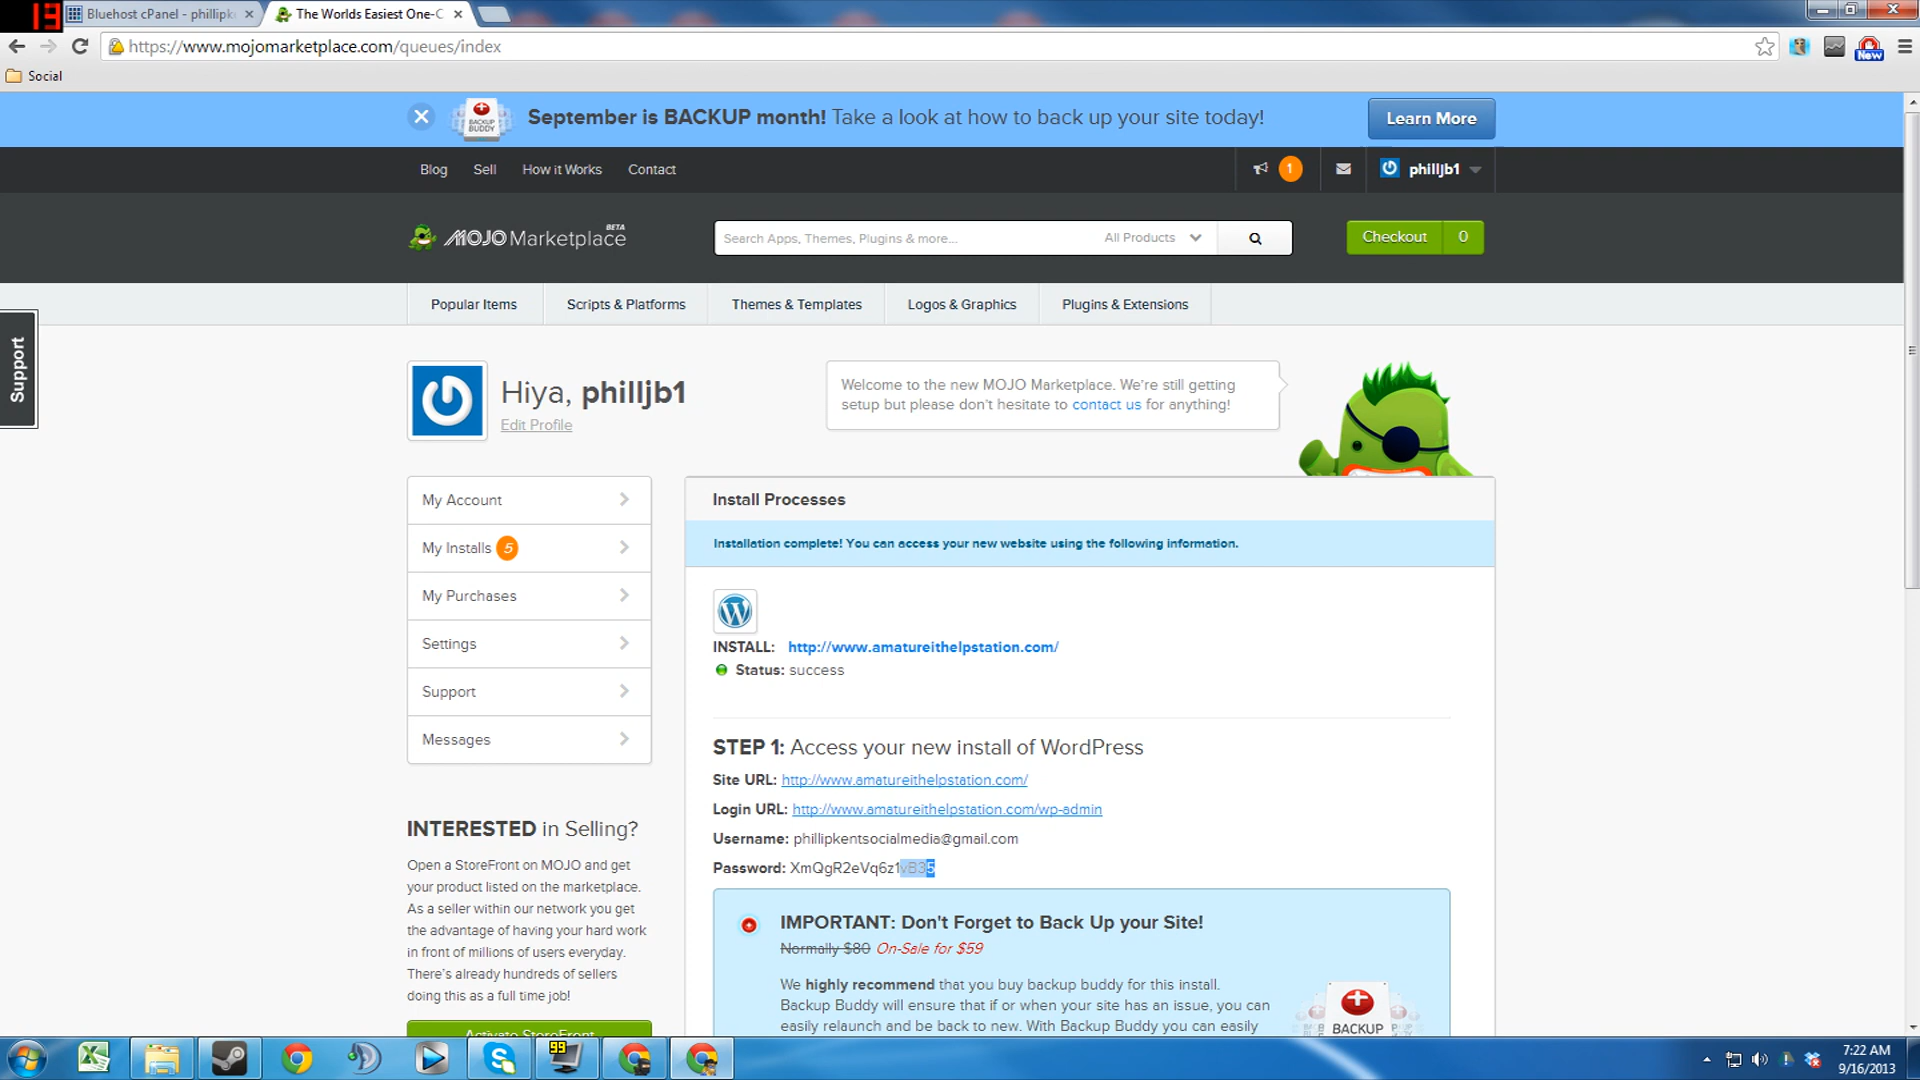 13
Bluehost cPanel - phillipk
The Worlds Easiest One-C
https://www.mojomarketplace.com/queues/index
New
Social
BACKUP BUDDY
September is BACKUP month! Take a look at how to back up your site today!
Learn More
Blog
Sell
How it Works
Contact
1
philljb1
MOJO Marketplace BETA
Search Apps, Themes, Plugins & more...
All Products
Checkout
0
Popular Items
Scripts & Platforms
Themes & Templates
Logos & Graphics
Plugins & Extensions
Support
Hiya, philljb1
Edit Profile
Welcome to the new MOJO Marketplace. We're still getting
setup but please don't hesitate to contact us for anything!
My Account
My Installs 5
My Purchases
Settings
Support
Messages
INTERESTED in Selling?
Open a StoreFront on MOJO and get
your product listed on the marketplace.
As a seller within our network you get
the advantage of having your hard work
in front of millions of users everyday.
There's already hundreds of sellers
doing this as a full time job!
Activate StoreFront
Install Processes
Installation complete! You can access your new website using the following information.
INSTALL: http://www.amatureithelpstation.com/
Status: success
STEP 1: Access your new install of WordPress
Site URL: http://www.amatureithelpstation.com/
Login URL: http://www.amatureithelpstation.com/wp-admin
Username: phillipkentsocialmedia@gmail.com
Password: XmQgR2eVq6z1vB35
IMPORTANT: Don't Forget to Back Up your Site!
Normally $80 On-Sale for $59
We highly recommend that you buy backup buddy for this install.
Backup Buddy will ensure that if or when your site has an issue, you can
easily relaunch and be back to new. With Backup Buddy you can easily
BACKUP
99
7:22 AM
9/16/2013